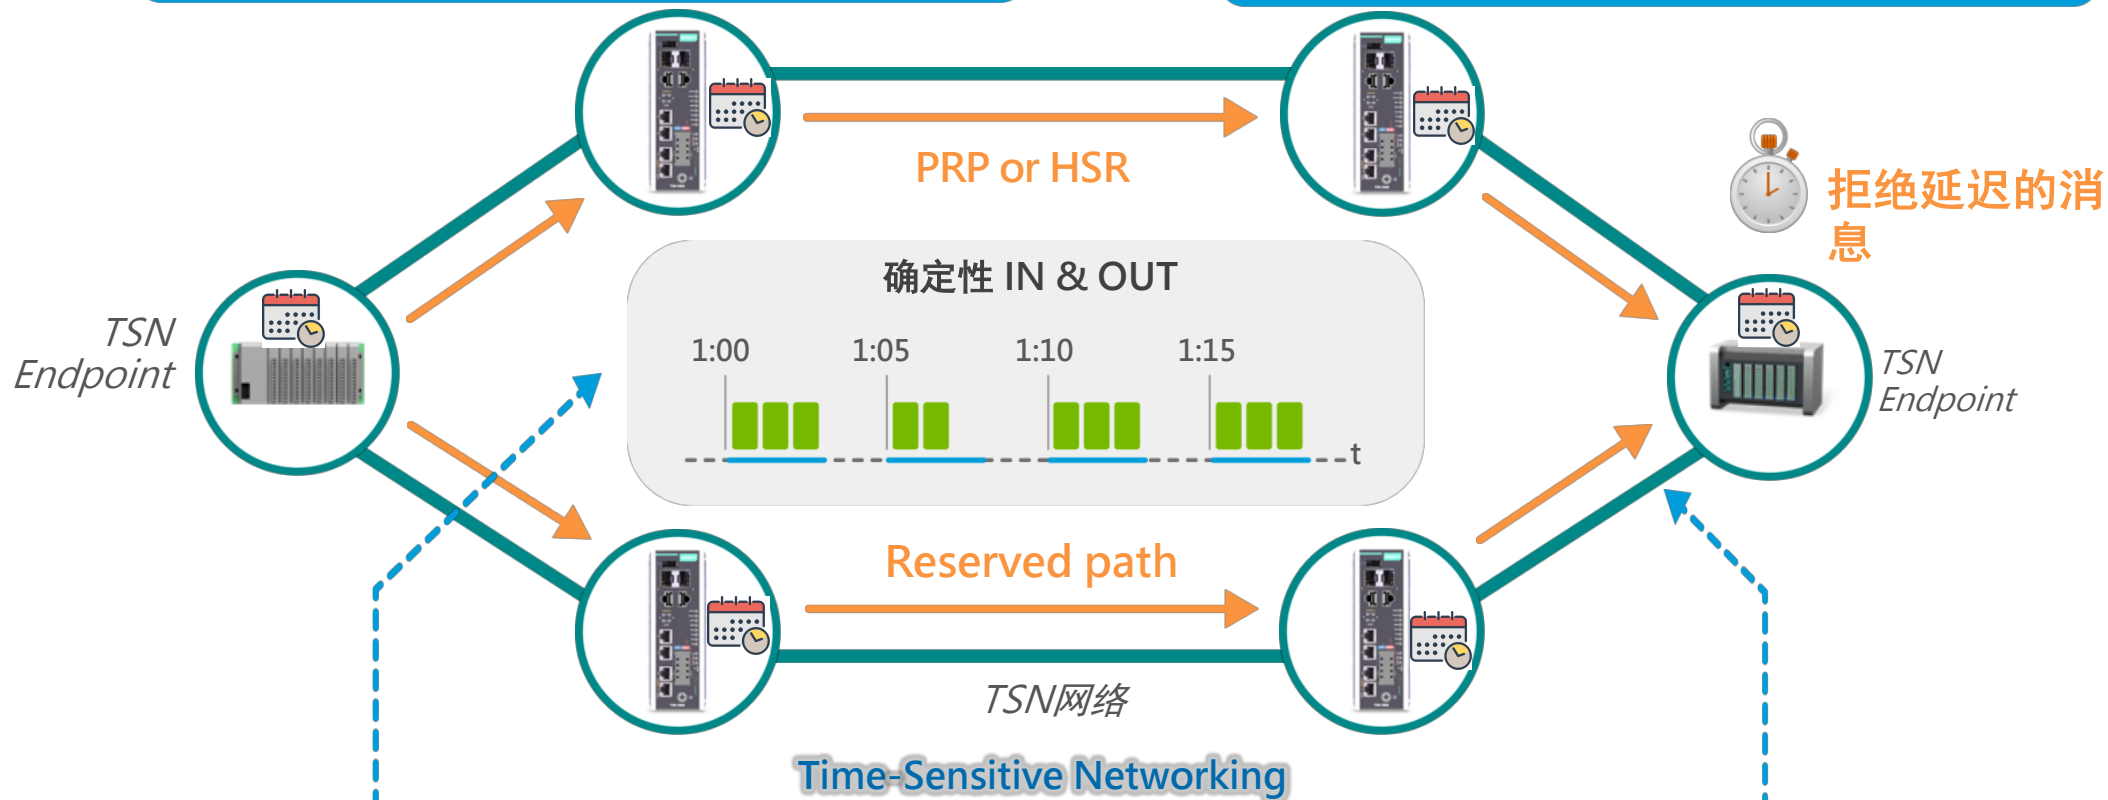 PRP or HSR
拒绝延迟的消
息
确定性 IN & OUT
TSN
Endpoint
1:00 1:05 1:10 1:15
t
TSN
Endpoint
Reserved path
TSN网络
Time-Sensitive Networking